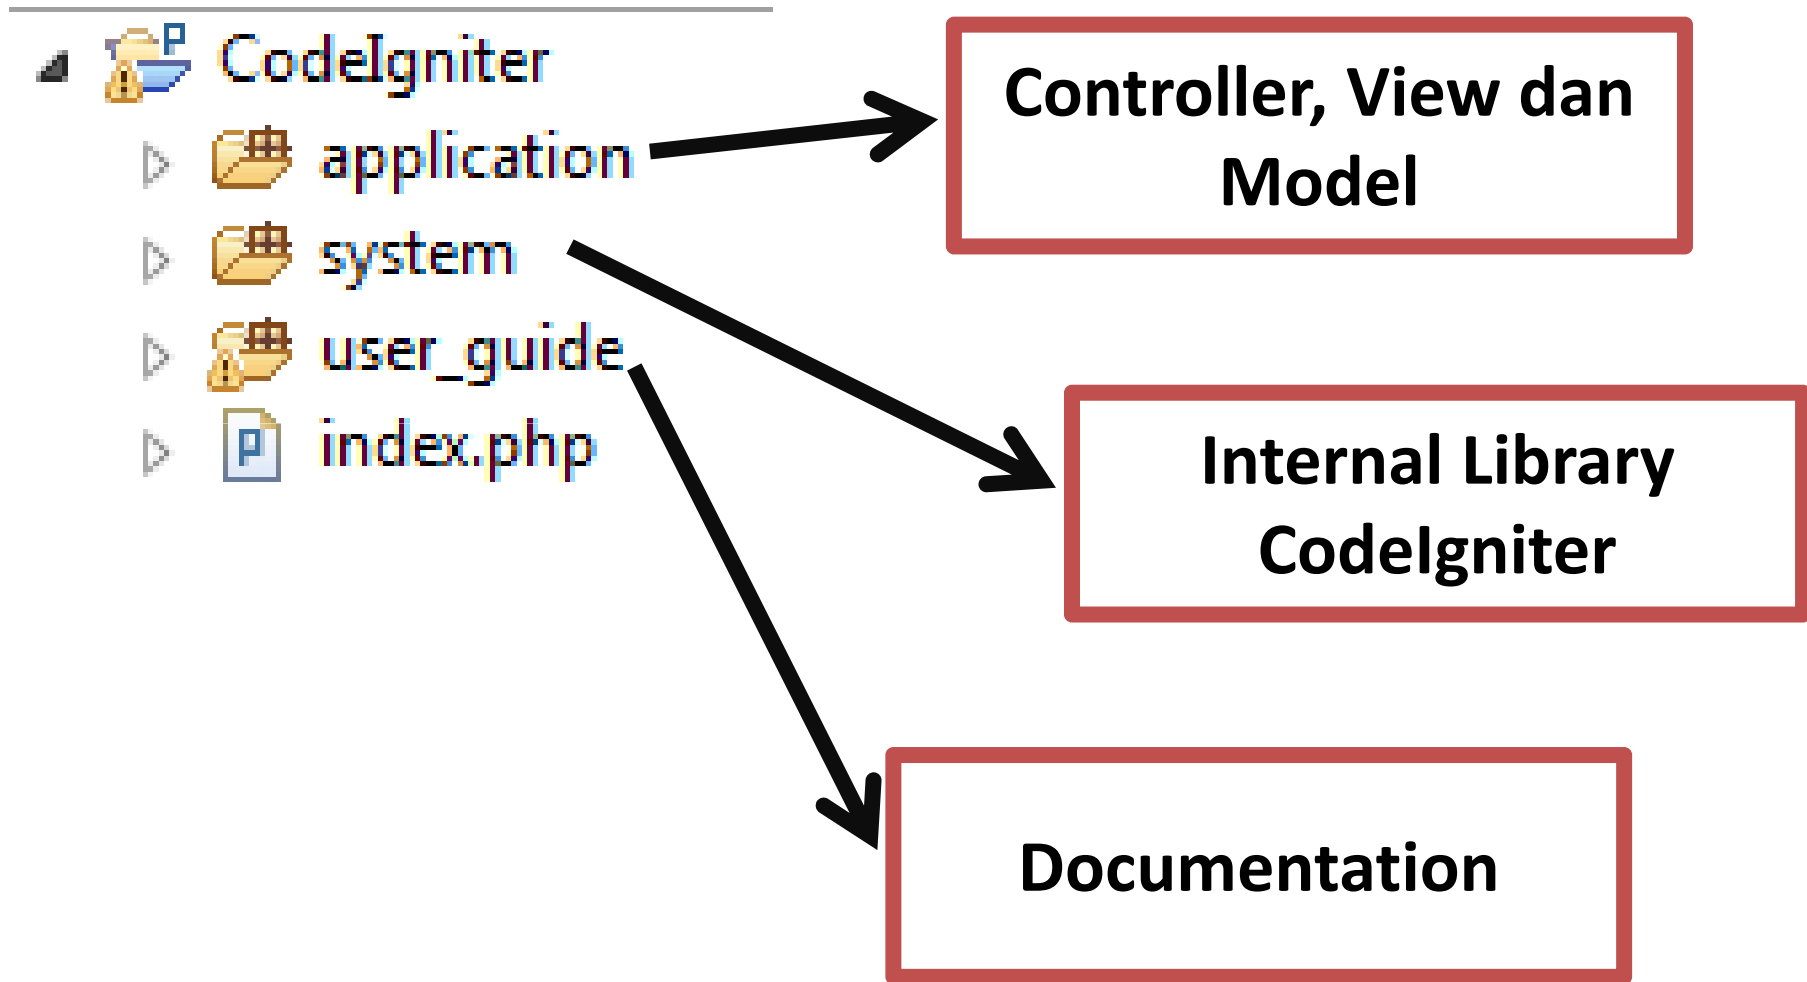 CodeIgniter
application
system
user_guide
index.php
Controller, View dan
Model
Internal Library
CodeIgniter
Documentation